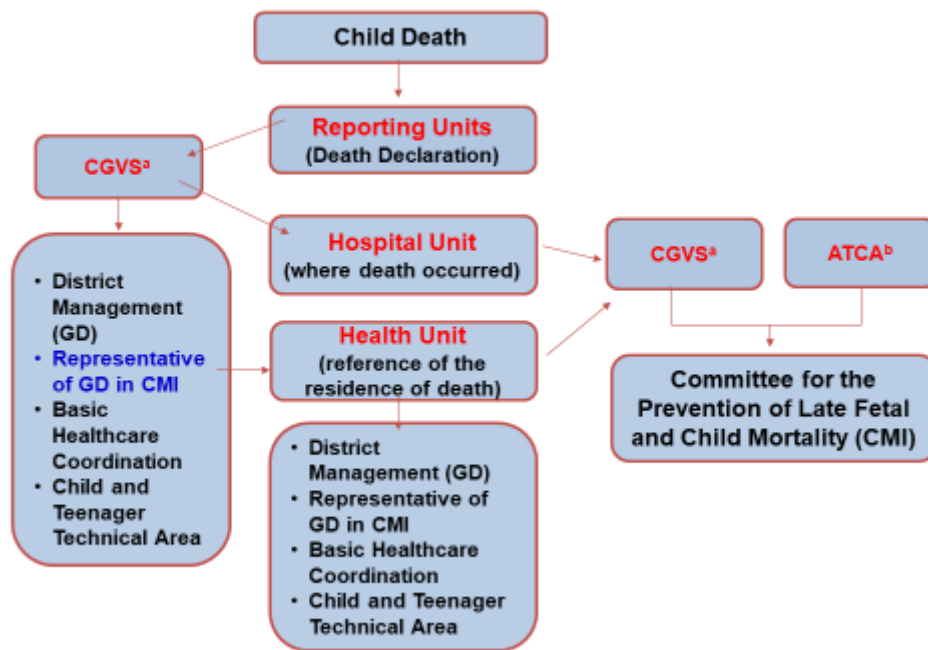 Child Death
Reporting Units
(Death Declaration)
CGVSᵃ
Hospital Unit
(where death occurred)
CGVSᵃ
ATCAᵇ
• District
Management
(GD)
• Representative
of GD in CMI
• Basic
Healthcare
Coordination
• Child and
Teenager
Technical Area
Health Unit
(reference of the
residence of death)
Committee for the
Prevention of Late Fetal
and Child Mortality (CMI)
• District
Management (GD)
• Representative of
GD in CMI
• Basic Healthcare
Coordination
• Child and Teenager
Technical Area